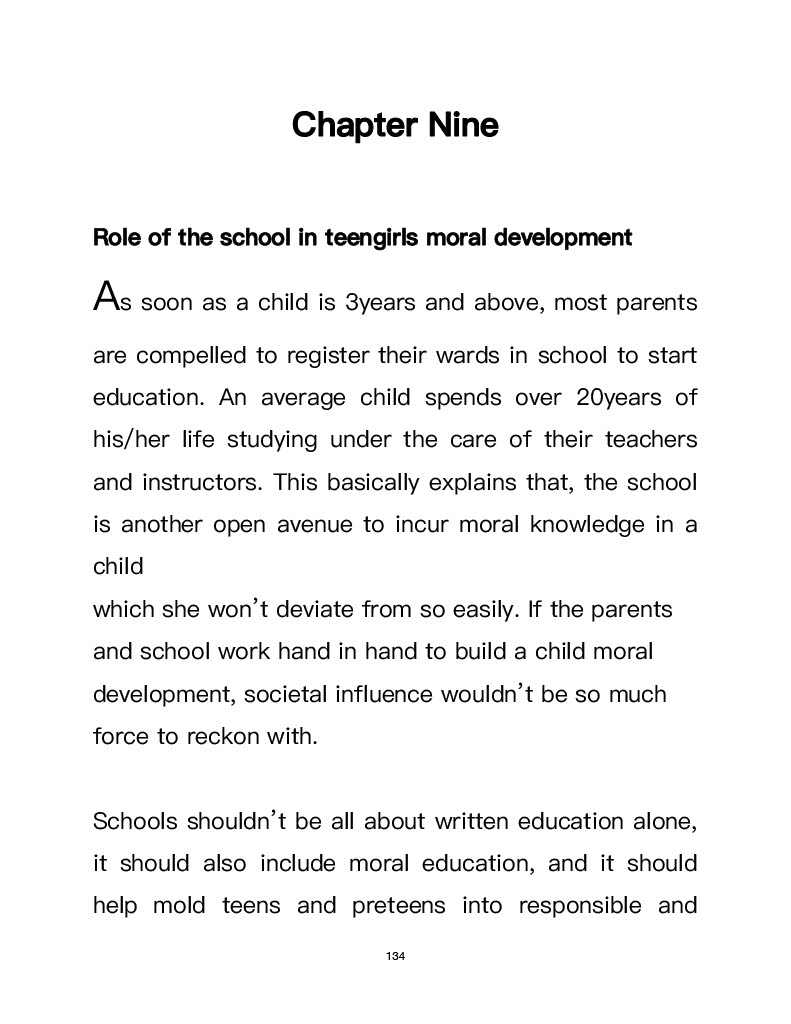 Chapter Nine
Role of the school in teengirls moral development
As soon as a child is 3years and above, most parents
are compelled to register their wards in school to start
education. An average child spends over 20years of
his/her life studying under the care of their teachers
and instructors. This basically explains that, the school
is another open avenue to incur moral knowledge in a
child
which she won’t deviate from so easily. If the parents
and school work hand in hand to build a child moral
development, societal influence wouldn’t be so much
force to reckon with.
Schools shouldn’t be all about written education alone,
it should also include moral education, and it should
help mold teens and preteens into responsible and
134